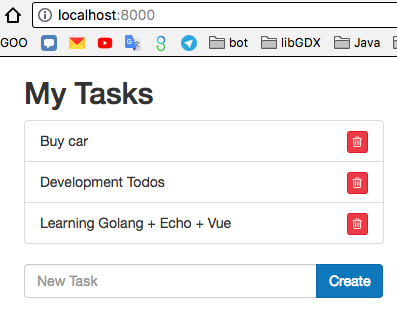 localhost:8000
GOO bot libGDX Java
My Tasks
Buy car
Development Todos
Learning Golang + Echo + Vue
New Task Create